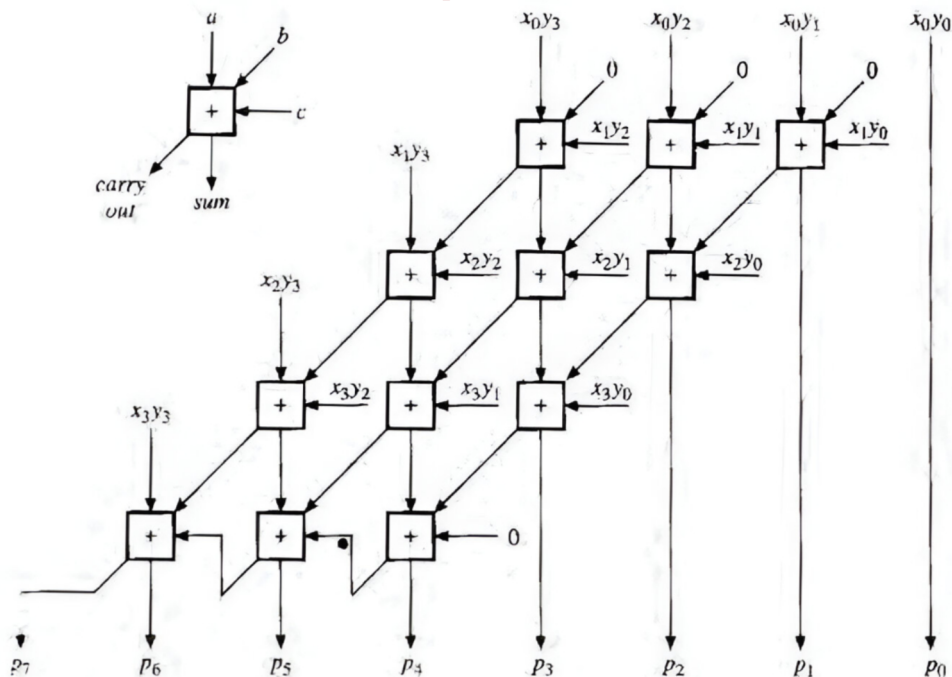 a
b
+
c
carry
out
sum
x₀y₃ x₀y₂ x₀y₁ x₀y₀
0 0 0
+ x₁y₂ + x₁y₁ + x₁y₀
x₁y₃
+ x₂y₂ + x₂y₁ + x₂y₀
x₂y₃
+ x₃y₂ + x₃y₁ + x₃y₀
x₃y₃
+ + + 0
p₇ p₆ p₅ p₄ p₃ p₂ p₁ p₀